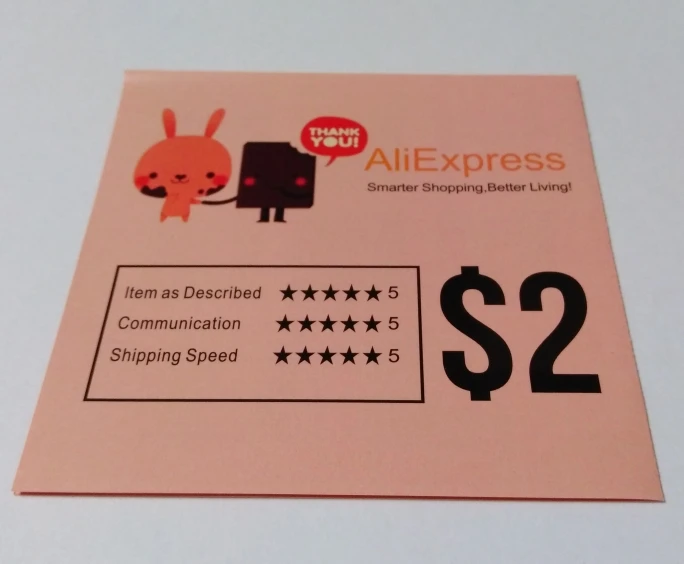 THANK
YOU!
AliExpress
Smarter Shopping,Better Living!
Item as Described ★★★★★ 5
Communication ★★★★★ 5
Shipping Speed ★★★★★ 5
$2